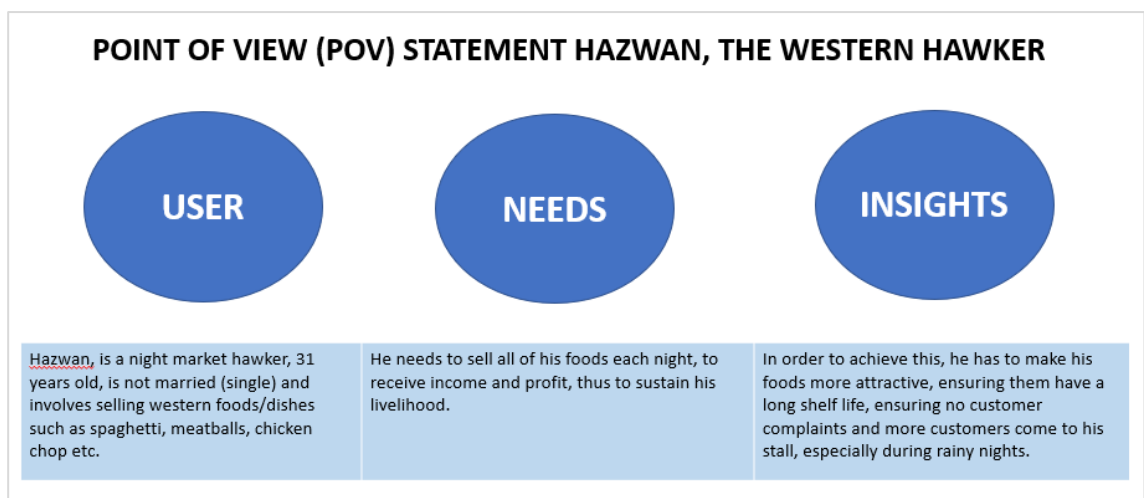 POINT OF VIEW (POV) STATEMENT HAZWAN, THE WESTERN HAWKER
USER
NEEDS
INSIGHTS
Hazwan, is a night market hawker, 31
years old, is not married (single) and
involves selling western foods/dishes
such as spaghetti, meatballs, chicken
chop etc.
He needs to sell all of his foods each night, to
receive income and profit, thus to sustain his
livelihood.
In order to achieve this, he has to make his
foods more attractive, ensuring them have a
long shelf life, ensuring no customer
complaints and more customers come to his
stall, especially during rainy nights.